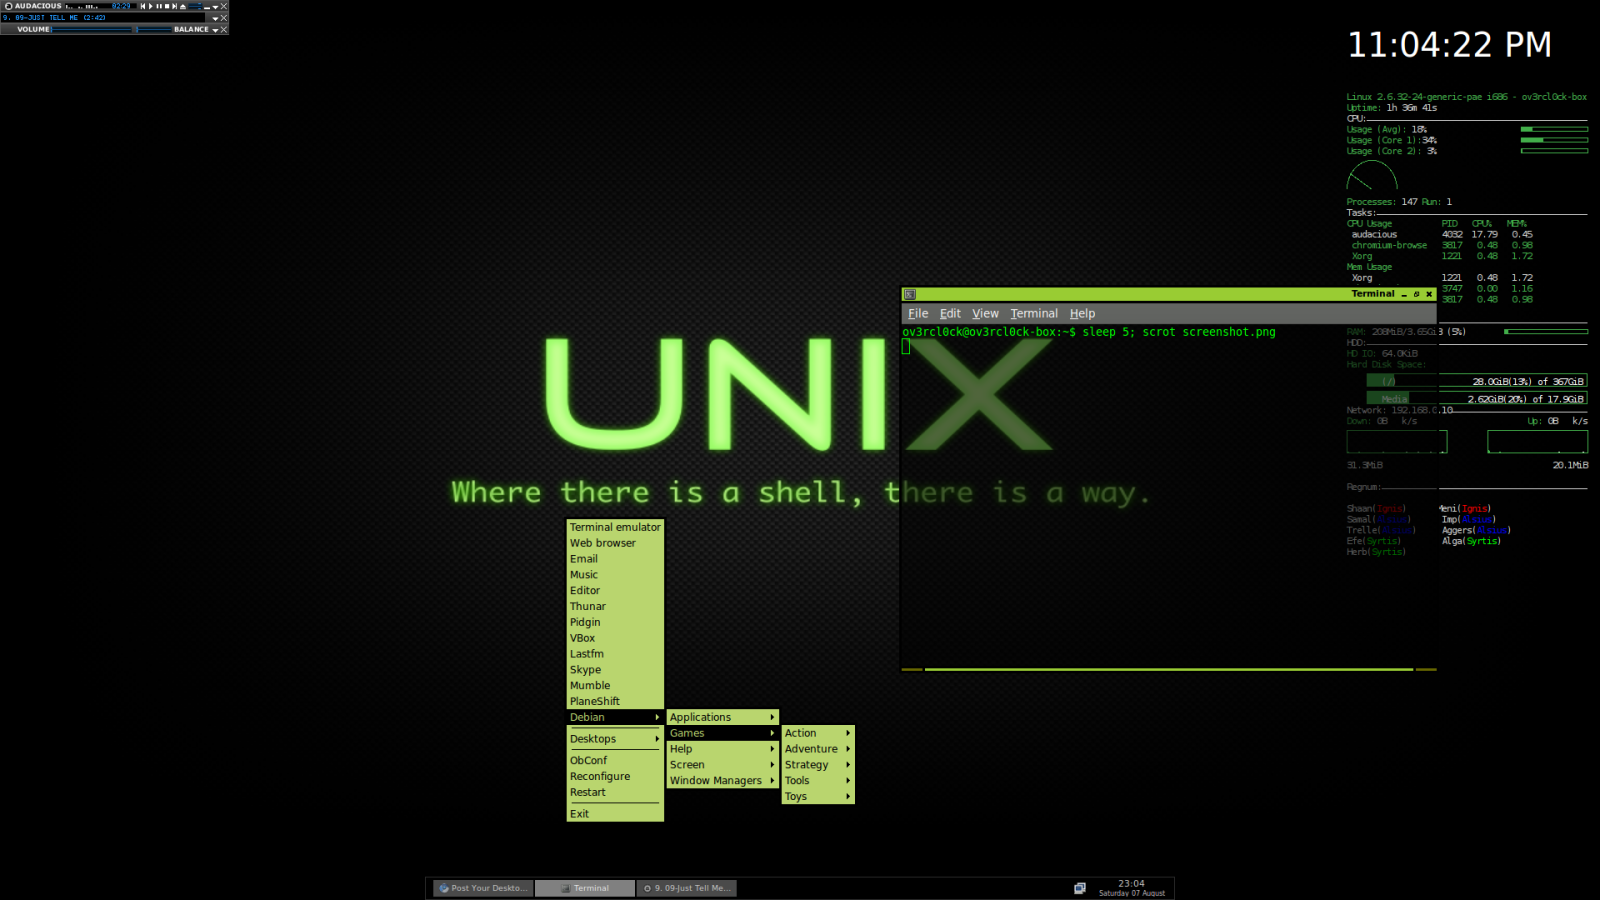 AUDACIOUS 02:29
9. 09-JUST TELL ME (2:42)
VOLUME BALANCE
11:04:22 PM
Linux 2.6.32-24-generic-pae i686 - ov3rcl0ck-box
Uptime: 1h 36m 41s
CPU:
Usage (Avg): 18%
Usage (Core 1):34%
Usage (Core 2): 3%
Processes: 147 Run: 1
Tasks:
CPU Usage PID CPU% MEM%
audacious 4032 17.79 0.45
chromium-browse 3817 0.48 0.98
Xorg 1221 0.48 1.72
Mem Usage
Xorg 1221 0.48 1.72
3747 0.00 1.16
3817 0.48 0.98
Terminal
File Edit View Terminal Help
ov3rcl0ck@ov3rcl0ck-box:~$ sleep 5; scrot screenshot.png
RAM: 208MiB/3.65GiB (5%)
HDD:
HD IO: 64.0KiB
Hard Disk Space:
(/) 28.0GiB(13%) of 367GiB
Media 2.62GiB(20%) of 17.9GiB
Network: 192.168.0.10
Down: 0B k/s Up: 0B k/s
31.3MiB 20.1MiB
Regnum:
Shaan(Ignis) Meni(Ignis)
Samal(Alsius) Imp(Alsius)
Trelle(Alsius) Aggers(Alsius)
Efe(Syrtis) Alga(Syrtis)
Herb(Syrtis)
UNIX
Where there is a shell, there is a way.
Terminal emulator
Web browser
Email
Music
Editor
Thunar
Pidgin
VBox
Lastfm
Skype
Mumble
PlaneShift
Debian
Desktops
ObConf
Reconfigure
Restart
Exit
Applications
Games
Help
Screen
Window Managers
Action
Adventure
Strategy
Tools
Toys
Post Your Deskto...
Terminal
9. 09-Just Tell Me...
23:04
Saturday 07 August